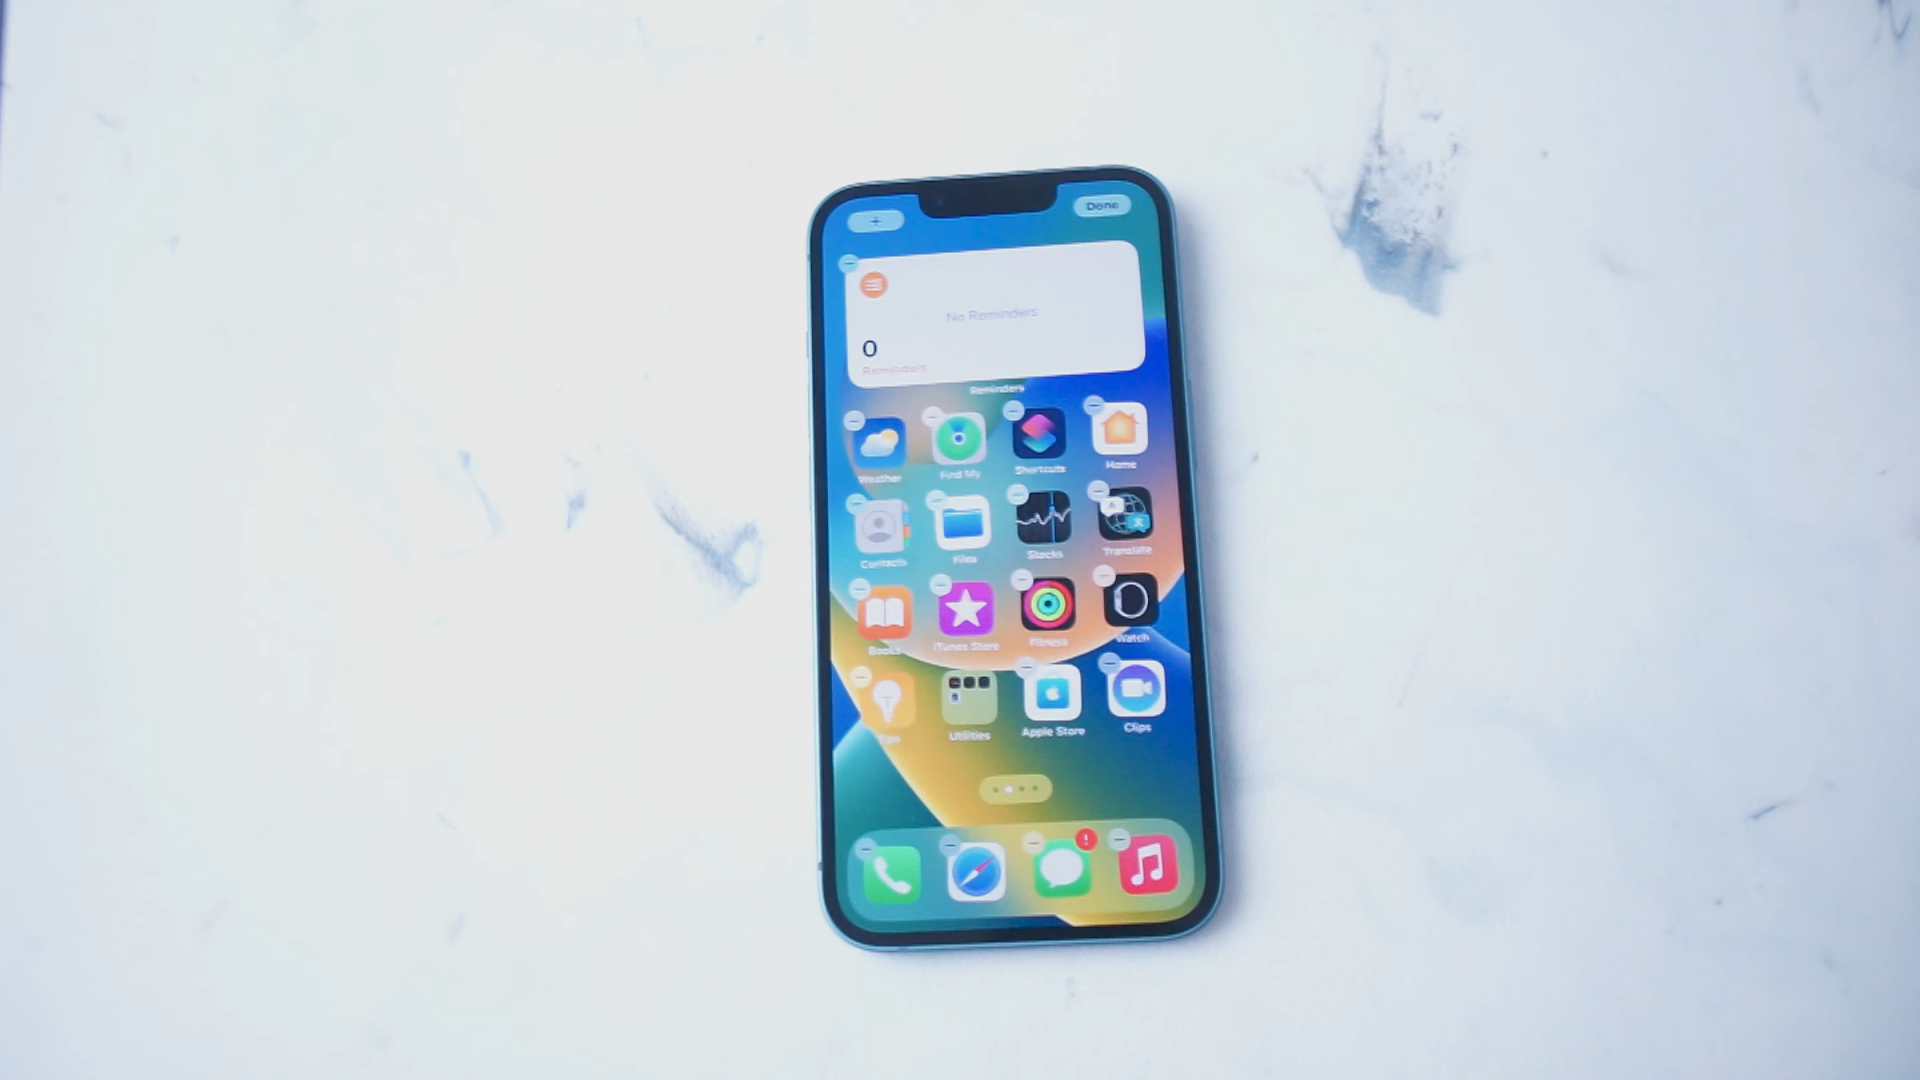 + Done
No Reminders
0
Reminders
Reminders
Weather Find My Shortcuts Home
Contacts Files Stocks Translate
Books iTunes Store Fitness Watch
Tips Utilities Apple Store Clips